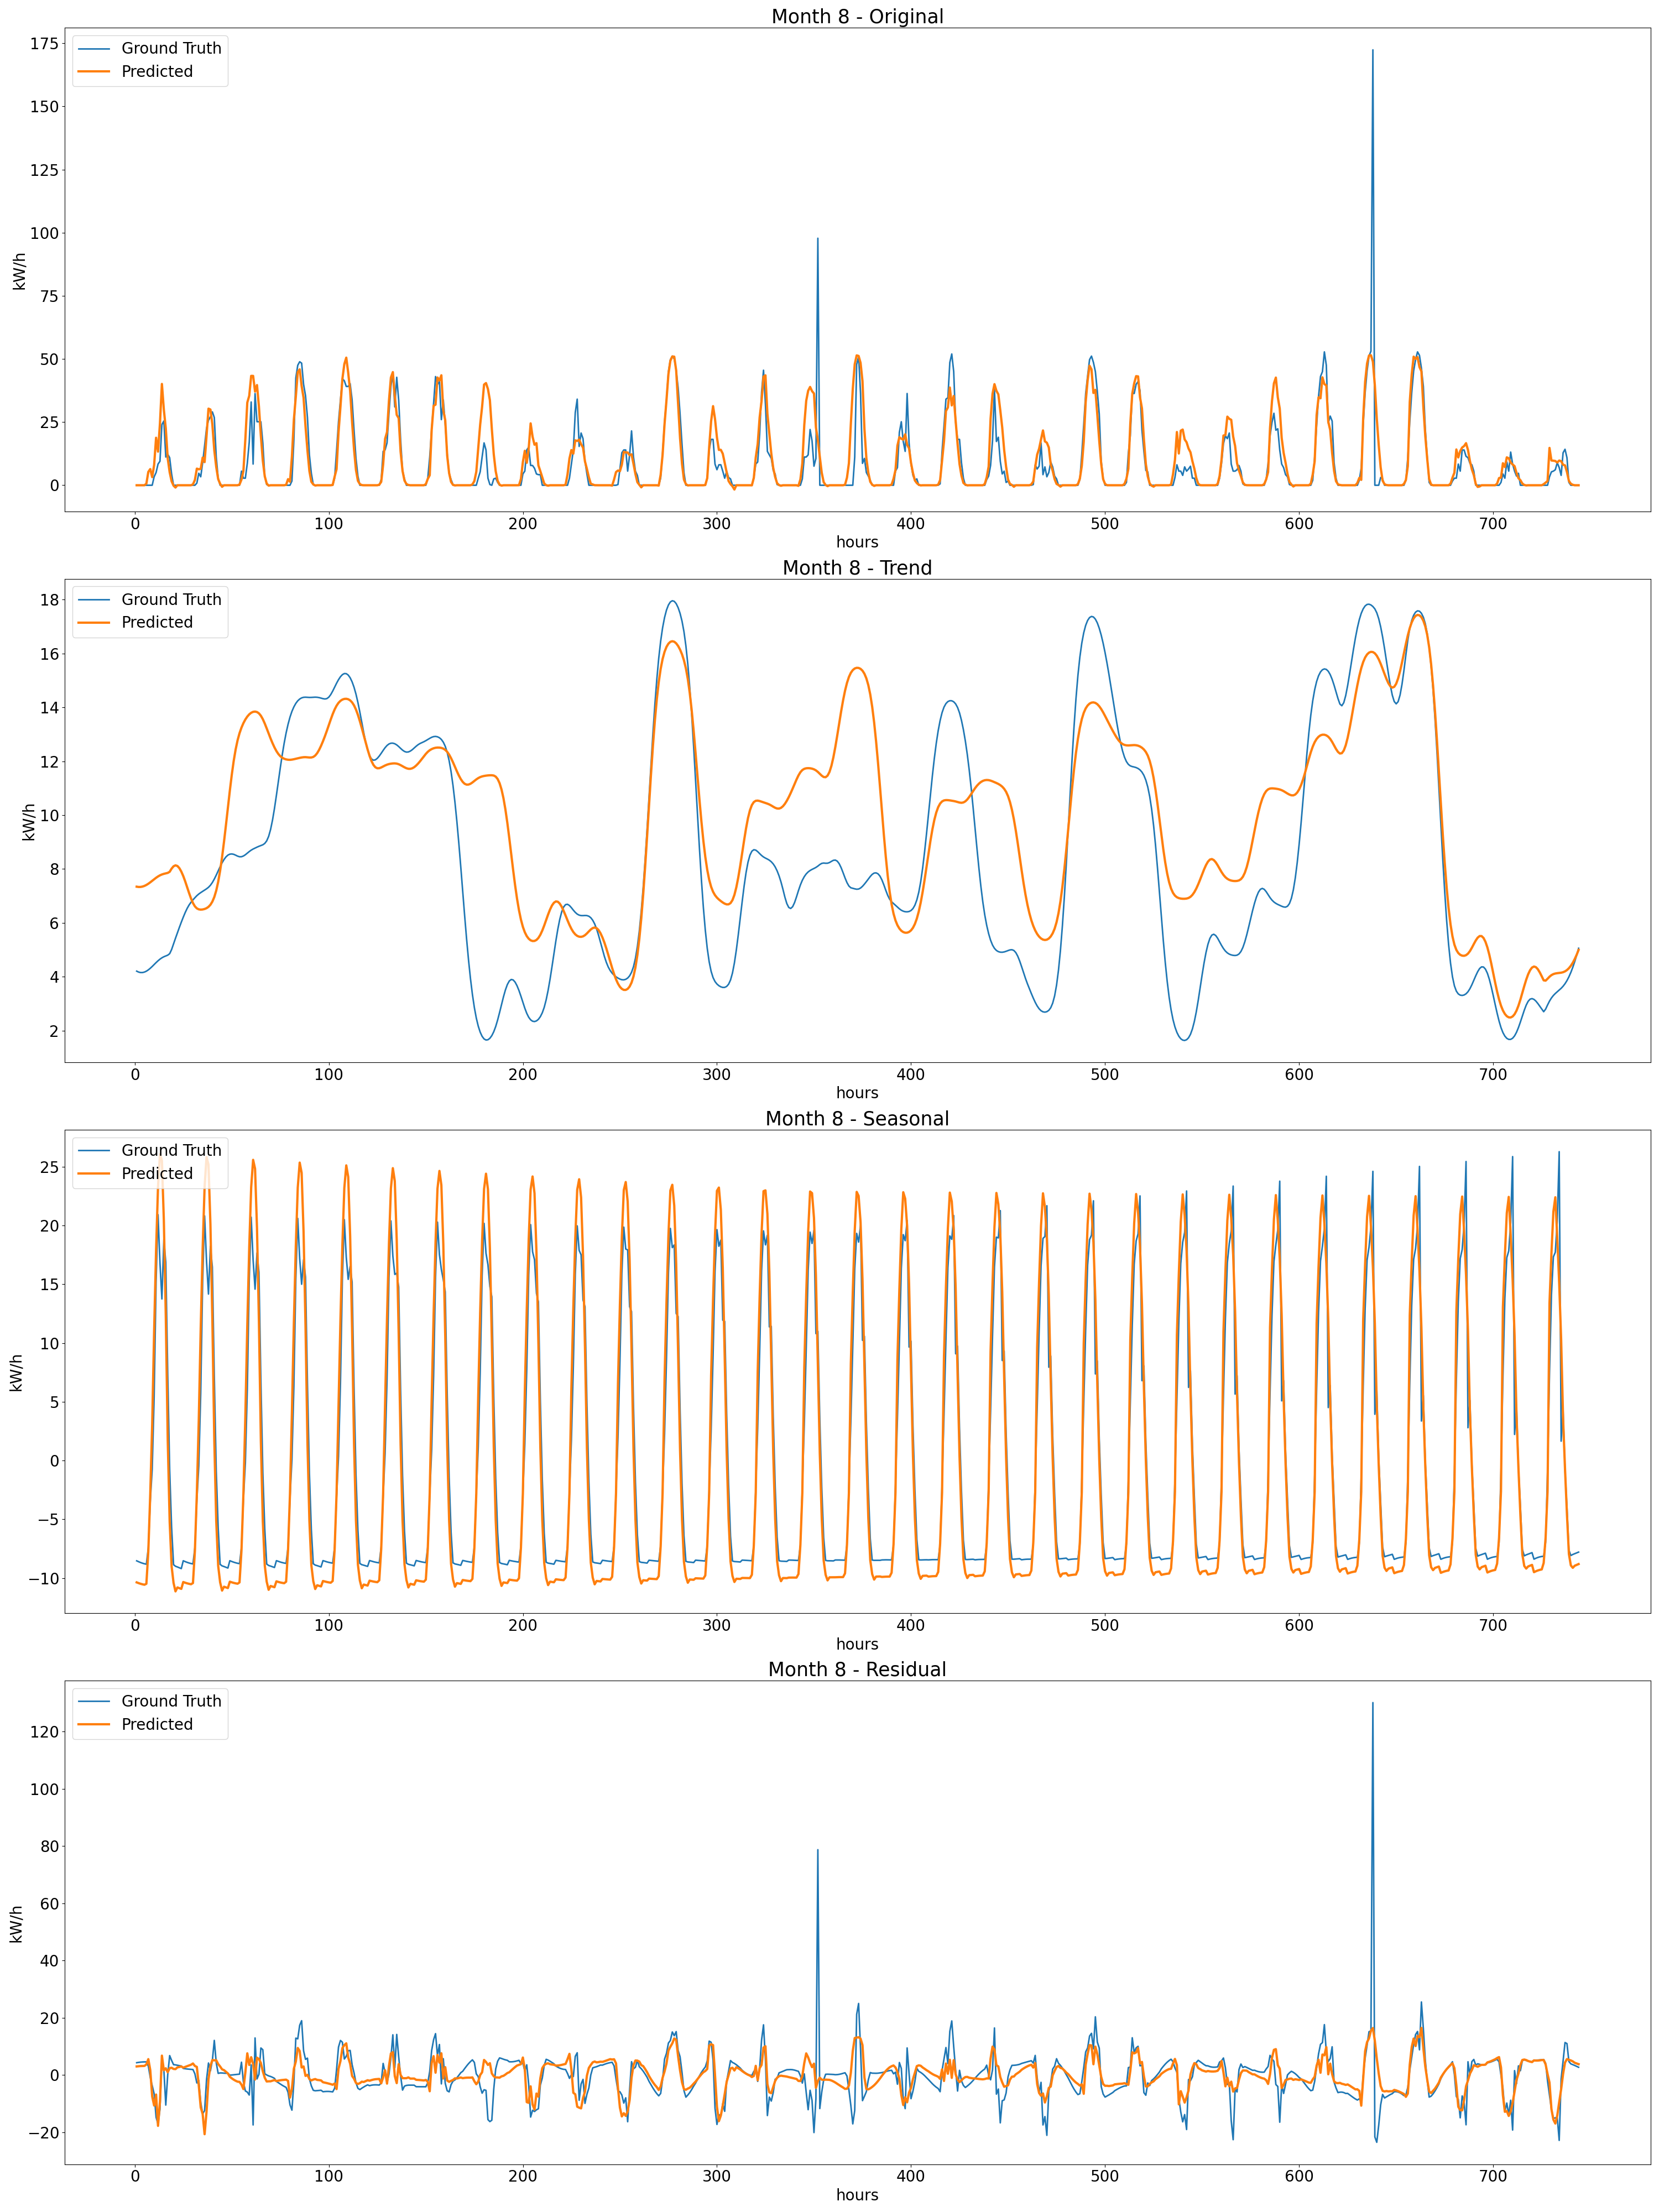 Month 8 - Original
175
150
125
100
75
50
25
0
kW/h
Ground Truth
Predicted
0 100 200 300 400 500 600 700
hours
Month 8 - Trend
18
16
14
12
10
8
6
4
2
kW/h
Ground Truth
Predicted
0 100 200 300 400 500 600 700
hours
Month 8 - Seasonal
25
20
15
10
5
0
−5
−10
kW/h
Ground Truth
Predicted
0 100 200 300 400 500 600 700
hours
Month 8 - Residual
120
100
80
60
40
20
0
−20
kW/h
Ground Truth
Predicted
0 100 200 300 400 500 600 700
hours